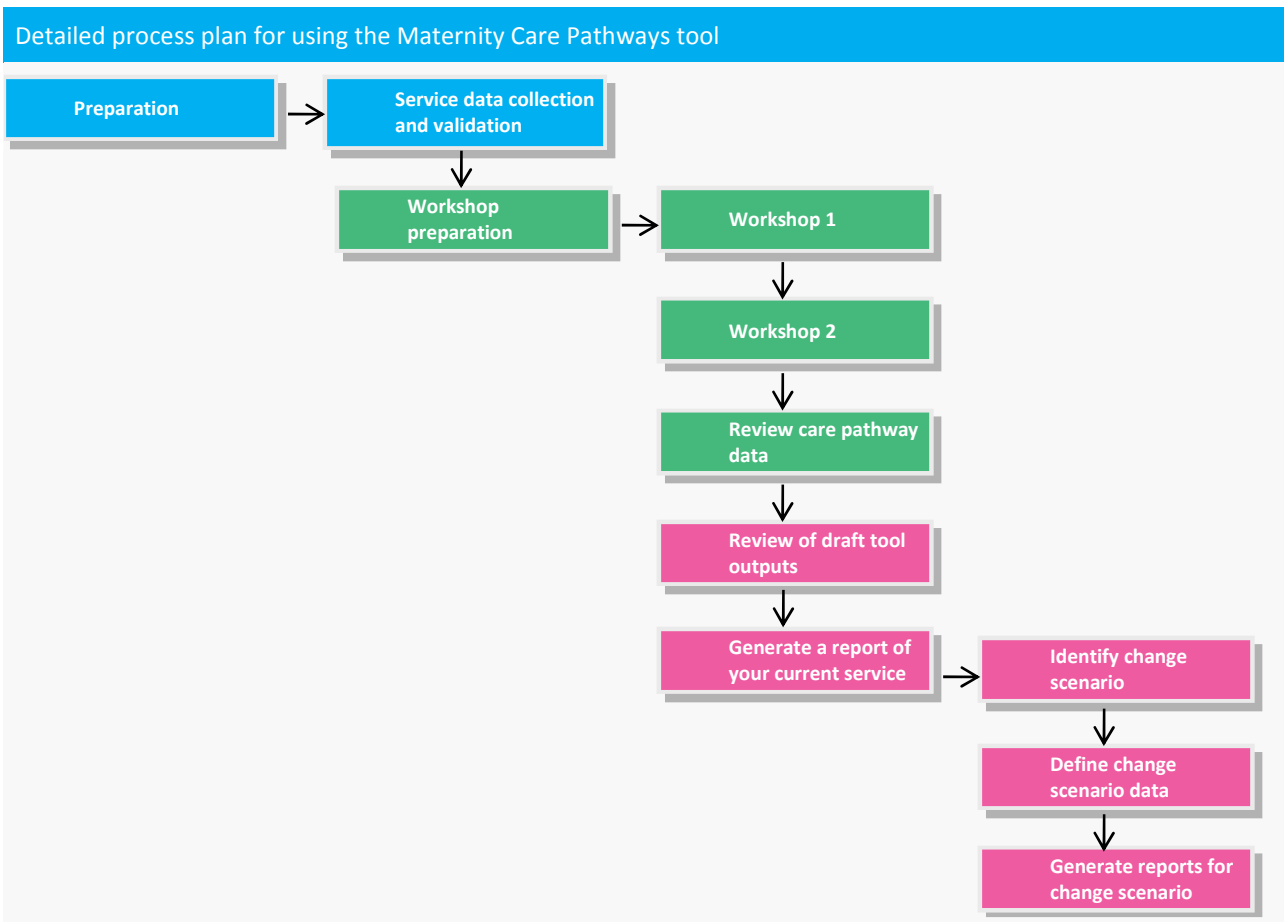 Detailed process plan for using the Maternity Care Pathways tool
Preparation
Service data collection
and validation
Workshop
preparation
Workshop 1
Workshop 2
Review care pathway
data
Review of draft tool
outputs
Generate a report of
your current service
Identify change
scenario
Define change
scenario data
Generate reports for
change scenario